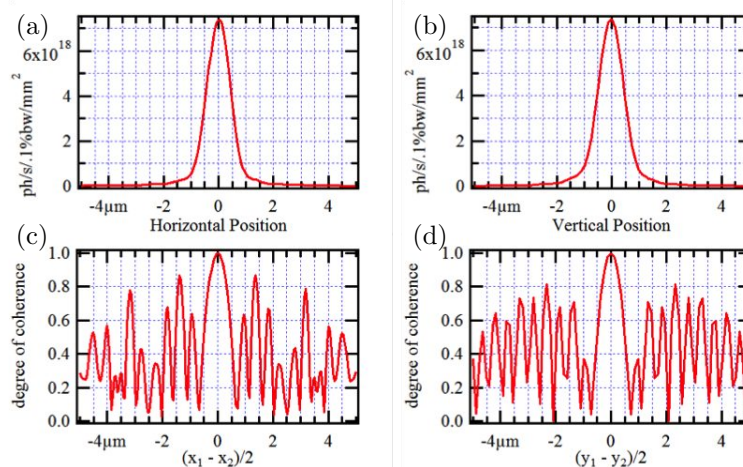 (a)
6x10^18
4
2
0
ph/s/.1%bw/mm^2
-4µm -2 0 2 4
Horizontal Position
(b)
6x10^18
4
2
0
ph/s/.1%bw/mm^2
-4µm -2 0 2 4
Vertical Position
(c)
1.0
0.8
0.6
0.4
0.2
0.0
degree of coherence
-4µm -2 0 2 4
(x₁ - x₂)/2
(d)
1.0
0.8
0.6
0.4
0.2
0.0
degree of coherence
-4µm -2 0 2 4
(y₁ - y₂)/2